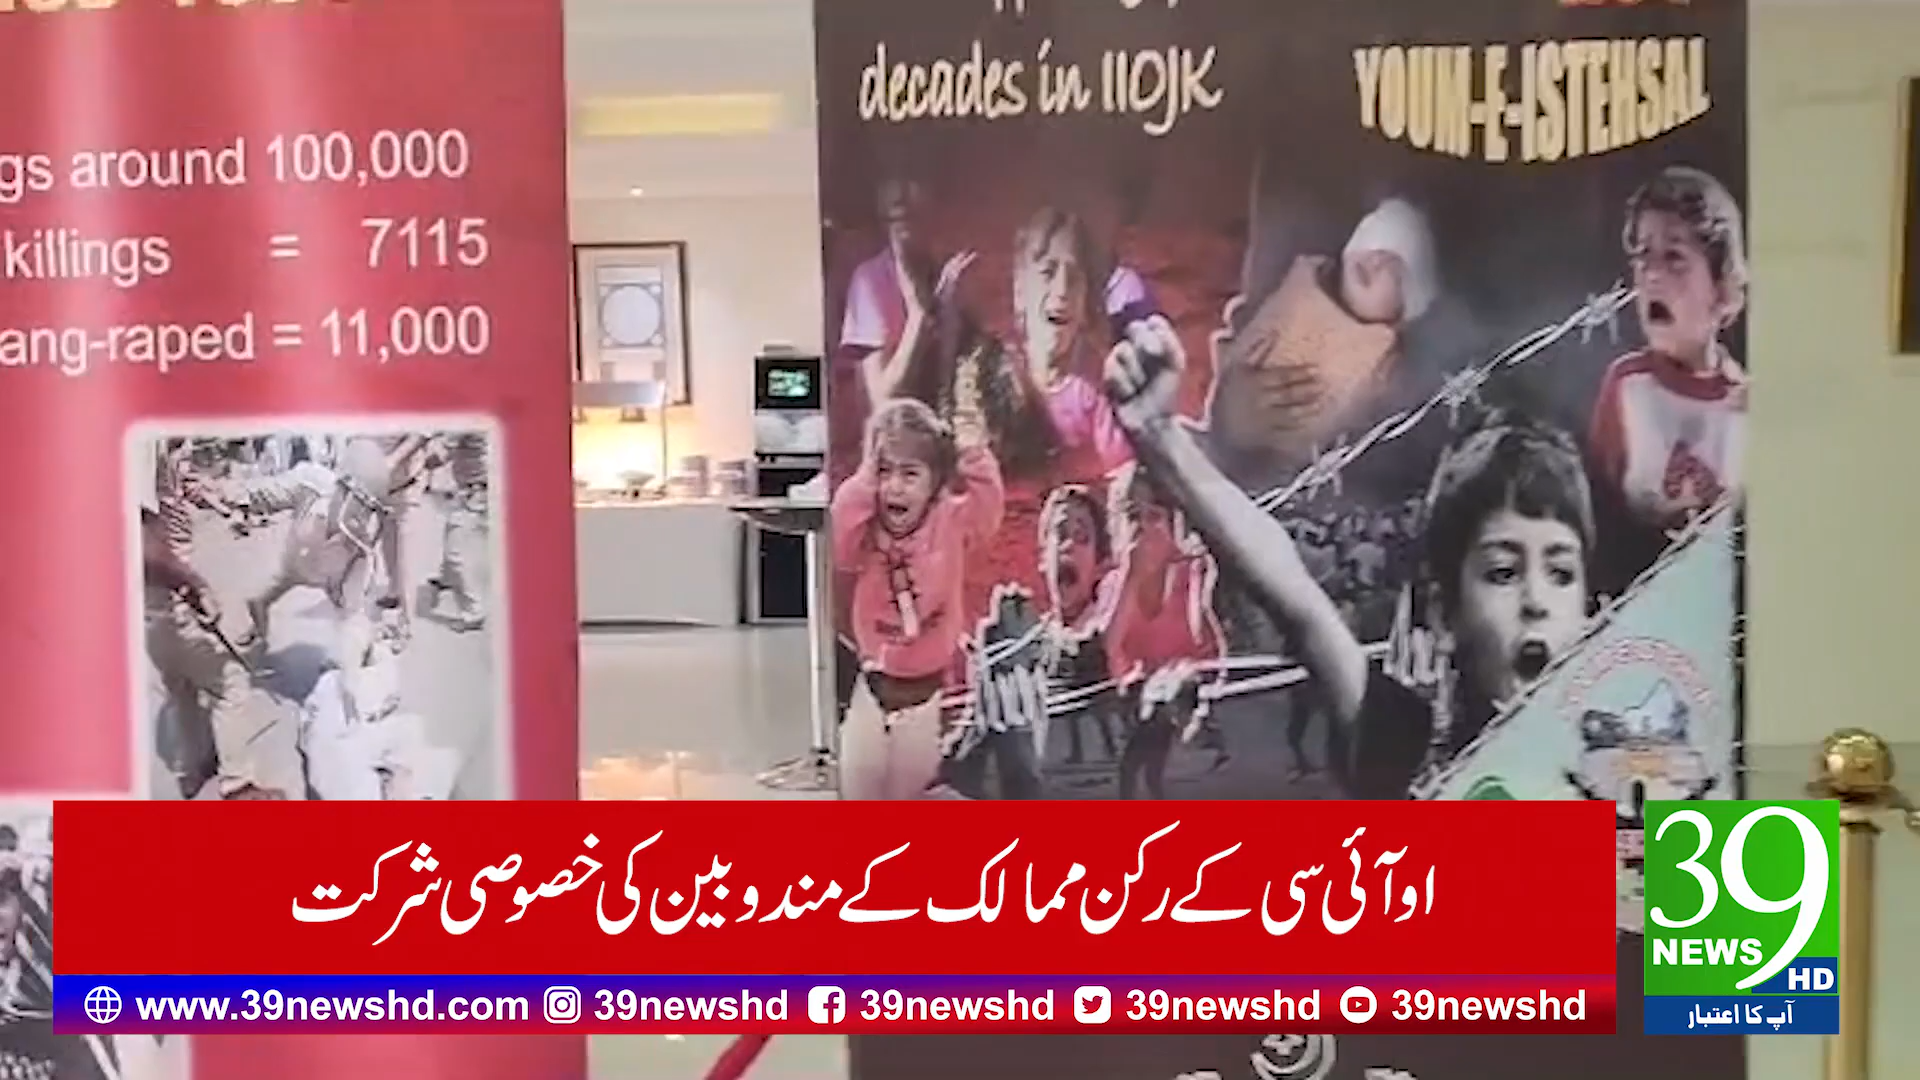 gs around 100,000
killings = 7115
ang-raped = 11,000
decades in IIOJK
YOUM-E-ISTEHSAL
او آئی سی کے رکن ممالک کے مندوبین کی خصوصی شرکت
www.39newshd.com 39newshd 39newshd 39newshd 39newshd
39
NEWS
HD
آپ کا اعتبار